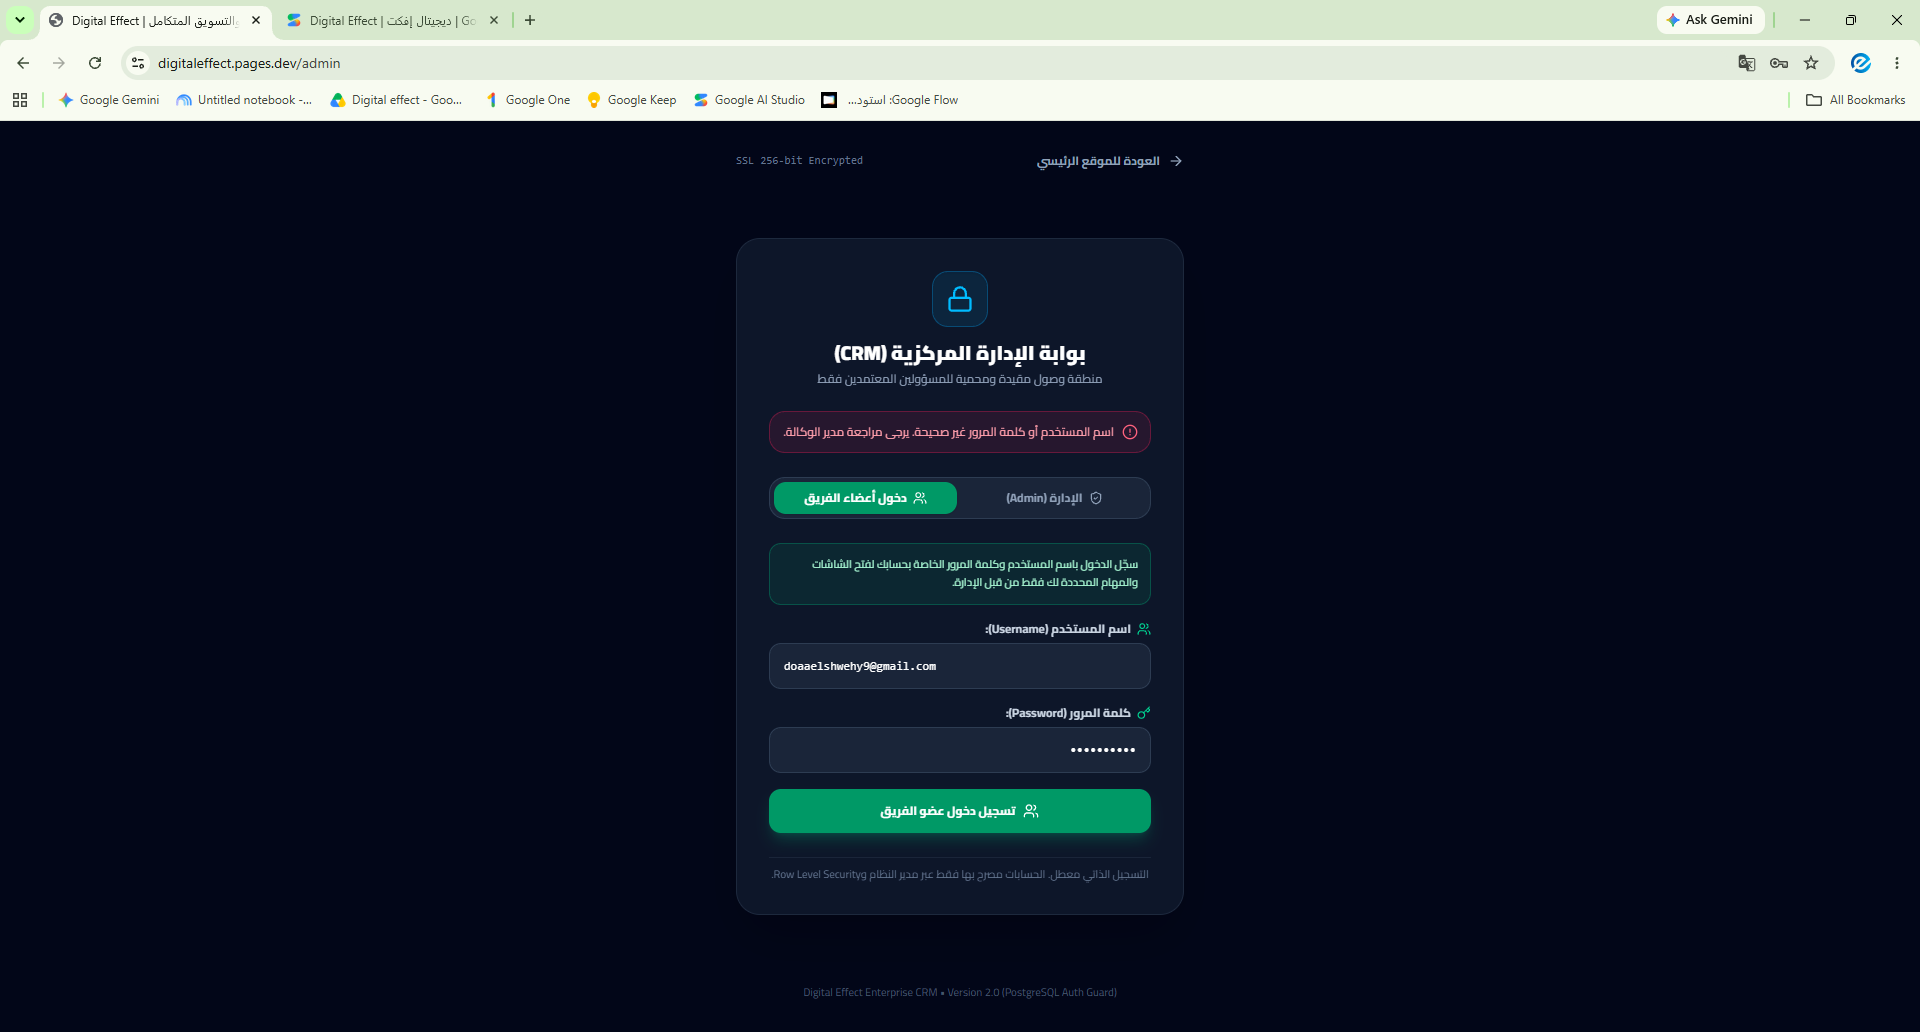 Digital Effect | والتسويق المتكامل
Digital Effect | ديجيتال إفكت | Go
Ask Gemini
digitaleffect.pages.dev/admin
Google Gemini
Untitled notebook -...
Digital effect - Goo...
Google One
Google Keep
Google AI Studio
Google Flow: استود...
All Bookmarks
SSL 256-bit Encrypted
العودة للموقع الرئيسي
بوابة الإدارة المركزية (CRM)
منطقة وصول مقيدة ومحمية للمسؤولين المعتمدين فقط
اسم المستخدم أو كلمة المرور غير صحيحة. يرجى مراجعة مدير الوكالة.
الإدارة (Admin)
دخول أعضاء الفريق
سجّل الدخول باسم المستخدم وكلمة المرور الخاصة بحسابك لفتح الشاشات
والمهام المحددة لك فقط من قبل الإدارة.
اسم المستخدم (Username):
doaaelshwehy9@gmail.com
كلمة المرور (Password):
••••••••••
تسجيل دخول عضو الفريق
التسجيل الذاتي معطل. الحسابات مصرح بها فقط عبر مدير النظام وRow Level Security.
Digital Effect Enterprise CRM • Version 2.0 (PostgreSQL Auth Guard)